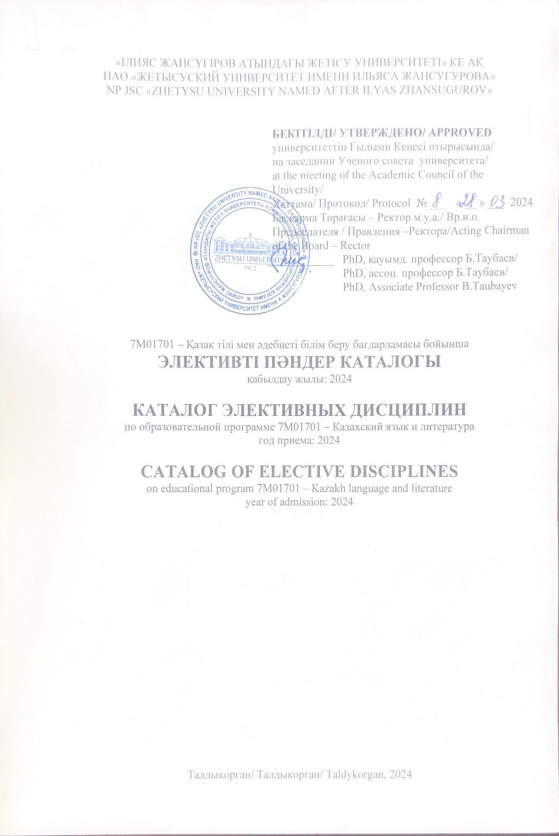 «ІЛИЯС ЖАНСҮГІРОВ АТЫНДАҒЫ ЖЕТІСУ УНИВЕРСИТЕТІ» КЕ АҚ
НАО «ЖЕТЫСУСКИЙ УНИВЕРСИТЕТ ИМЕНИ ИЛЬЯСА ЖАНСУГУРОВА»
NP JSC «ZHETYSU UNIVERSITY NAMED AFTER ILYAS ZHANSUGUROV»
БЕКІТІЛДІ/ УТВЕРЖДЕНО/ APPROVED
университеттің Ғылыми Кеңесі отырысында/
на заседании Ученого совета университета/
at the meeting of the Academic Council of the
University/
Хаттама/ Протокол/ Protocol № 8 «28» 03 2024
Басқарма Төрағасы – Ректор м.у.а./ Вр.и.о.
Председателя / Правления –Ректора/Acting Chairman
of the Board – Rector
PhD, қауымд. профессор Б.Таубаев/
PhD, ассоц. профессор Б.Таубаев/
PhD, Associate Professor B.Taubayev
ZHETYSU UNIVERSITY
1972
7М01701 – Қазақ тілі мен әдебиеті білім беру бағдарламасы бойынша
ЭЛЕКТИВТІ ПӘНДЕР КАТАЛОГЫ
қабылдау жылы: 2024
КАТАЛОГ ЭЛЕКТИВНЫХ ДИСЦИПЛИН
по образовательной программе 7М01701 – Казахский язык и литература
год приема: 2024
CATALOG OF ELECTIVE DISCIPLINES
on educational program 7M01701 – Kazakh language and literature
year of admission: 2024
Талдықорған/ Талдыкорган/ Taldykorgan, 2024